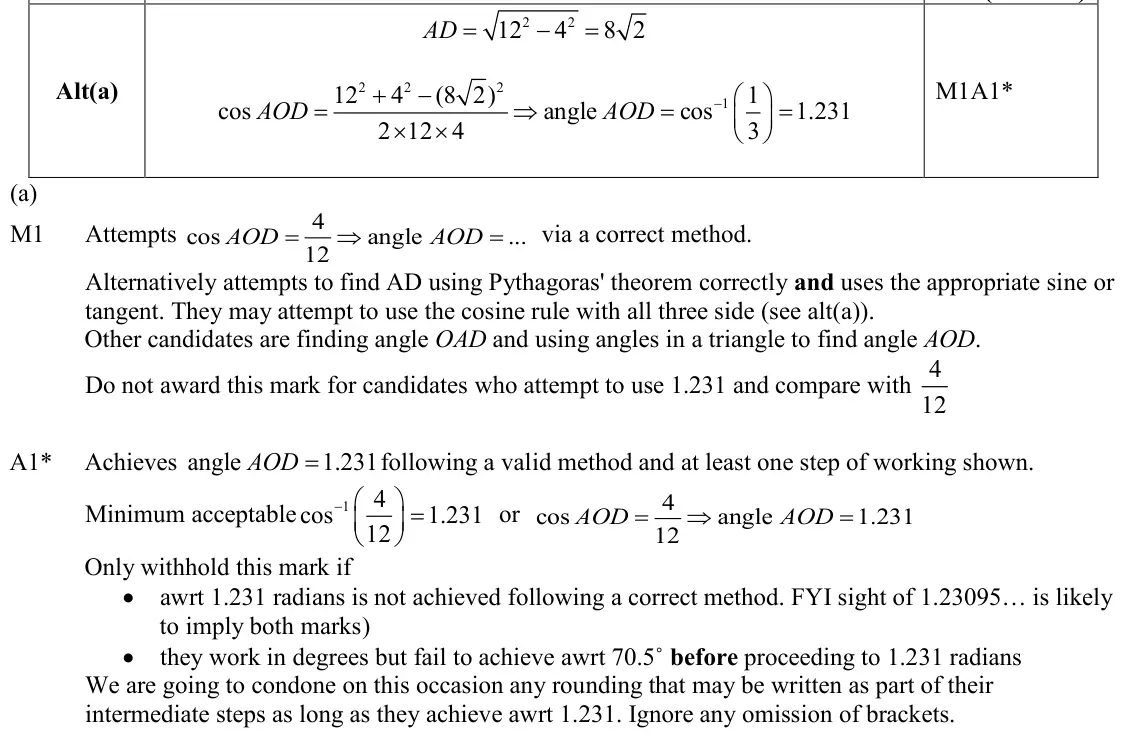 AD = √(12² − 4²) = 8√2
Alt(a)
cos AOD = (12² + 4² − (8√2)²)/(2×12×4) ⇒ angle AOD = cos⁻¹(1/3) = 1.231
M1A1*
(a)
M1 Attempts cos AOD = 4/12 ⇒ angle AOD = ... via a correct method.
Alternatively attempts to find AD using Pythagoras' theorem correctly and uses the appropriate sine or
tangent. They may attempt to use the cosine rule with all three side (see alt(a)).
Other candidates are finding angle OAD and using angles in a triangle to find angle AOD.
Do not award this mark for candidates who attempt to use 1.231 and compare with 4/12
A1* Achieves angle AOD = 1.231 following a valid method and at least one step of working shown.
Minimum acceptable cos⁻¹(4/12) = 1.231 or cos AOD = 4/12 ⇒ angle AOD = 1.231
Only withhold this mark if
• awrt 1.231 radians is not achieved following a correct method. FYI sight of 1.23095… is likely
to imply both marks)
• they work in degrees but fail to achieve awrt 70.5˚ before proceeding to 1.231 radians
We are going to condone on this occasion any rounding that may be written as part of their
intermediate steps as long as they achieve awrt 1.231. Ignore any omission of brackets.